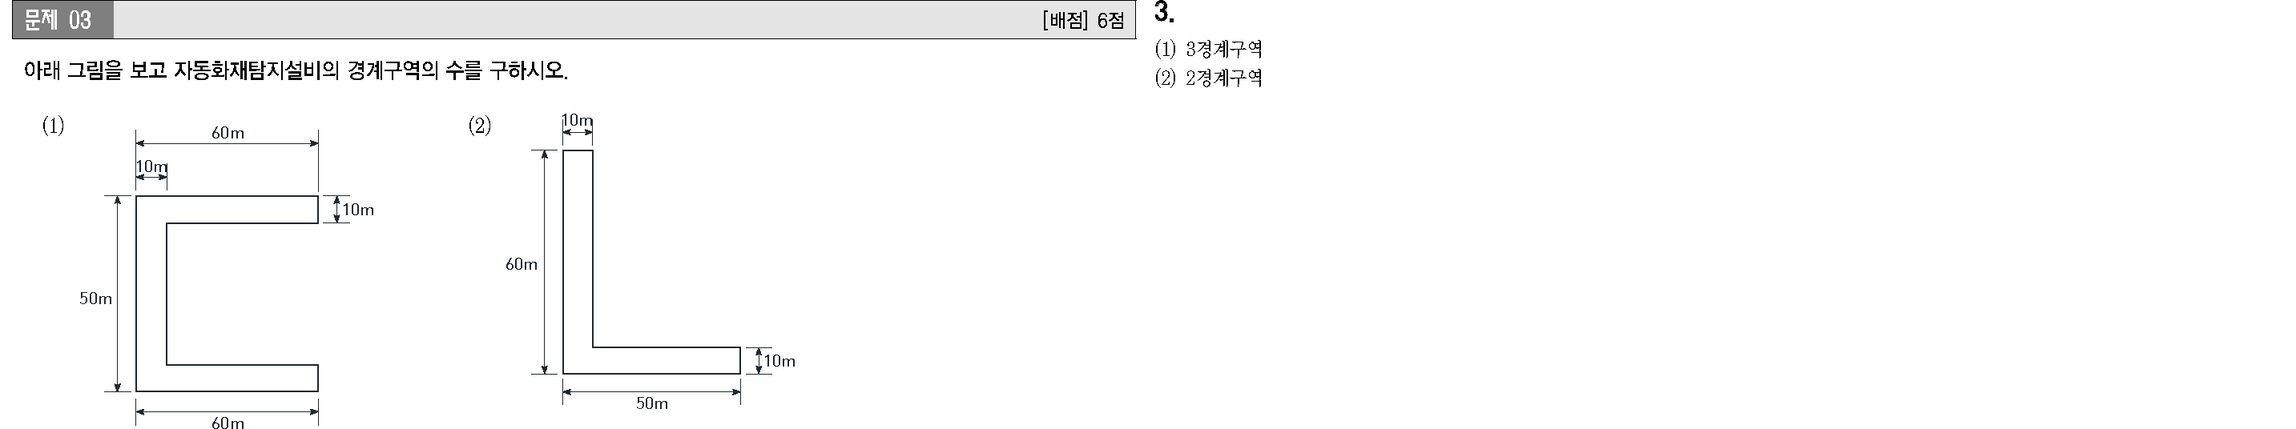 문제 03
[배점] 6점
아래 그림을 보고 자동화재탐지설비의 경계구역의 수를 구하시오.
(1)
60m
10m
10m
50m
60m
(2)
10m
60m
10m
50m
3.
(1) 3경계구역
(2) 2경계구역